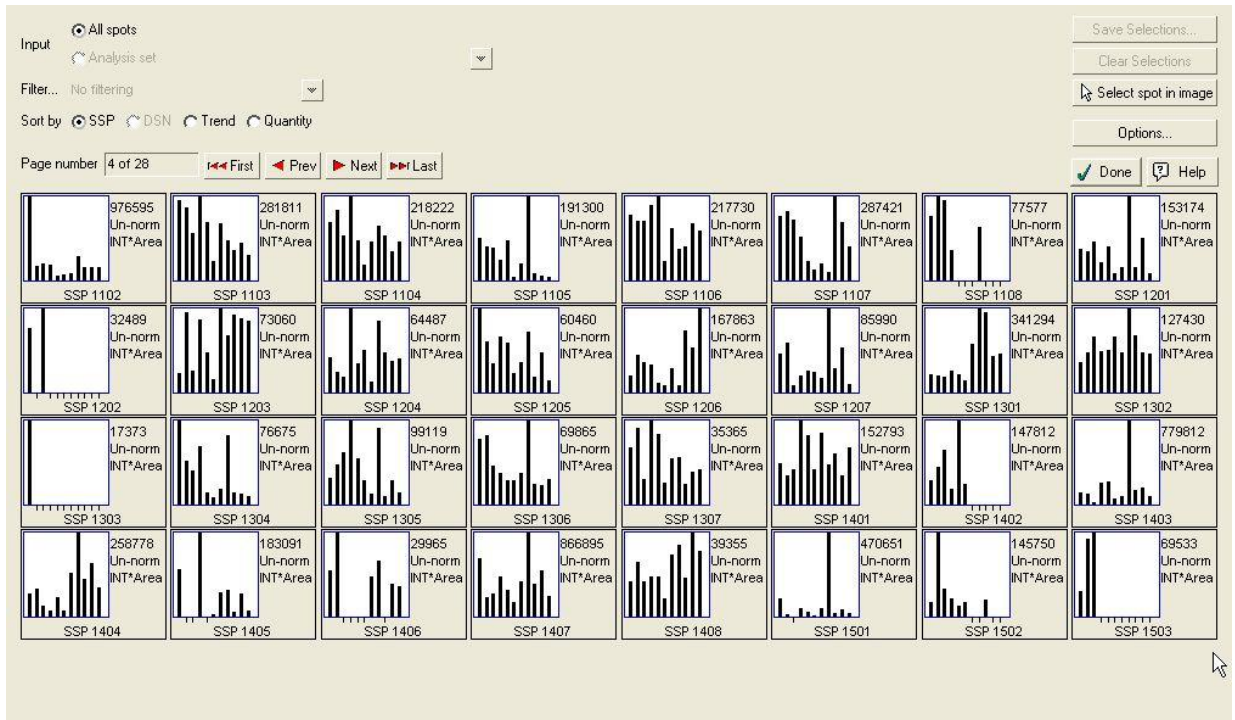 Input All spots
Analysis set
Filter... No filtering
Sort by SSP DSN Trend Quantity
Page number 4 of 28 First Prev Next Last
Save Selections...
Clear Selections
Select spot in image
Options...
Done ? Help
976595 281811 218222 191300 217730 287421 77577 153174
Un-norm Un-norm Un-norm Un-norm Un-norm Un-norm Un-norm Un-norm
INT*Area INT*Area INT*Area INT*Area INT*Area INT*Area INT*Area INT*Area
SSP 1102 SSP 1103 SSP 1104 SSP 1105 SSP 1106 SSP 1107 SSP 1108 SSP 1201
32489 73060 64487 60460 167863 85990 341294 127430
Un-norm Un-norm Un-norm Un-norm Un-norm Un-norm Un-norm Un-norm
INT*Area INT*Area INT*Area INT*Area INT*Area INT*Area INT*Area INT*Area
SSP 1202 SSP 1203 SSP 1204 SSP 1205 SSP 1206 SSP 1207 SSP 1301 SSP 1302
17373 76675 99119 69865 35365 152793 147812 779812
Un-norm Un-norm Un-norm Un-norm Un-norm Un-norm Un-norm Un-norm
INT*Area INT*Area INT*Area INT*Area INT*Area INT*Area INT*Area INT*Area
SSP 1303 SSP 1304 SSP 1305 SSP 1306 SSP 1307 SSP 1401 SSP 1402 SSP 1403
258778 183091 29965 866895 39355 470651 145750 69533
Un-norm Un-norm Un-norm Un-norm Un-norm Un-norm Un-norm Un-norm
INT*Area INT*Area INT*Area INT*Area INT*Area INT*Area INT*Area INT*Area
SSP 1404 SSP 1405 SSP 1406 SSP 1407 SSP 1408 SSP 1501 SSP 1502 SSP 1503